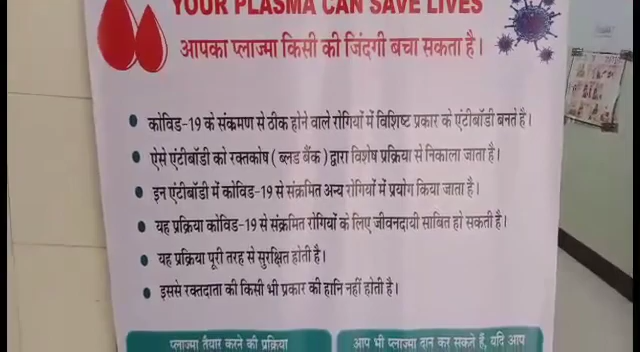 YOUR PLASMA CAN SAVE LIVES
आपका प्लाज्मा किसी की जिंदगी बचा सकता है।
कोविड-19 के संक्रमण से ठीक होने वाले रोगियों में विशिष्ट प्रकार के एंटीबॉडी बनते है।
ऐसे एंटीबॉडी को रक्तकोष ( ब्लड बैंक ) द्वारा विशेष प्रक्रिया से निकाला जाता है।
इन एंटीबॉडी में कोविड-19 से संक्रमित अन्य रोगियों में प्रयोग किया जाता है।
यह प्रक्रिया कोविड-19 से संक्रमित रोगियों के लिए जीवनदायी साबित हो सकती है।
यह प्रक्रिया पूरी तरह से सुरक्षित होती है।
इससे रक्तदाता की किसी भी प्रकार की हानि नहीं होती है।
प्लाज्मा तैयार करने की प्रक्रिया
आप भी प्लाज्मा दान कर सकते हैं, यदि आप